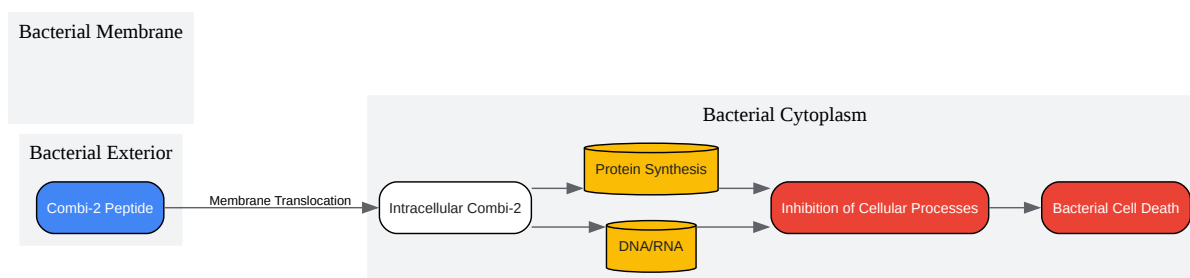 Bacterial Membrane
Bacterial Exterior
Combi-2 Peptide
Membrane Translocation
Bacterial Cytoplasm
Intracellular Combi-2
Protein Synthesis
DNA/RNA
Inhibition of Cellular Processes
Bacterial Cell Death